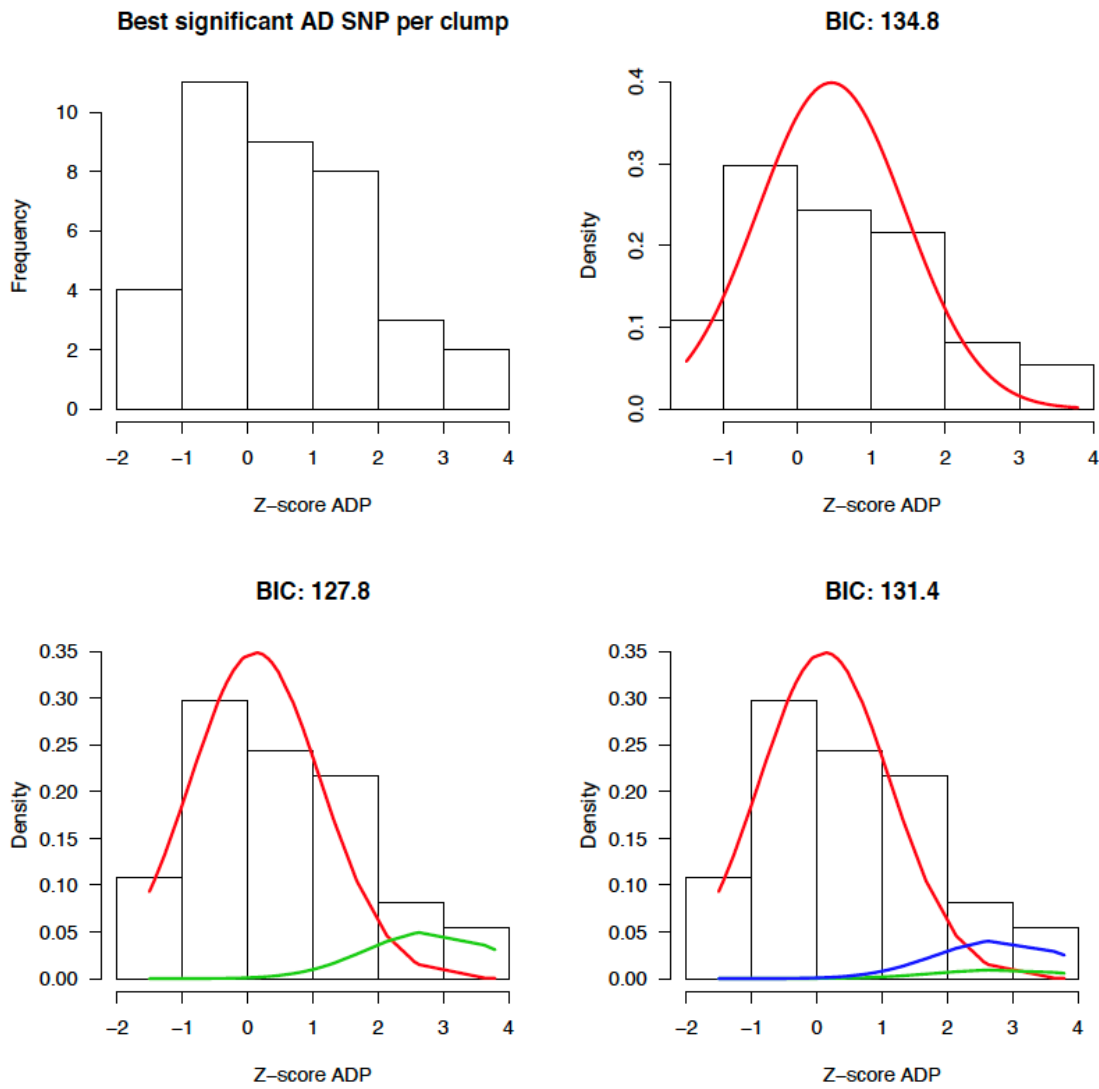 Best significant AD SNP per clump
Frequency
10
8
6
4
2
0
−2 −1 0 1 2 3 4
Z−score ADP
BIC: 134.8
Density
0.4
0.3
0.2
0.1
0.0
−1 0 1 2 3 4
Z−score ADP
BIC: 127.8
Density
0.35
0.30
0.25
0.20
0.15
0.10
0.05
0.00
−2 −1 0 1 2 3 4
Z−score ADP
BIC: 131.4
Density
0.35
0.30
0.25
0.20
0.15
0.10
0.05
0.00
−2 −1 0 1 2 3 4
Z−score ADP